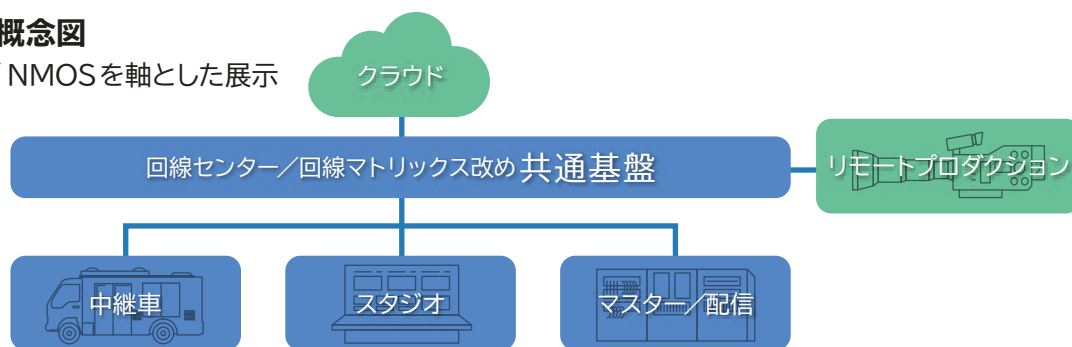 概念図
NMOSを軸とした展示
クラウド
回線センター／回線マトリックス改め 共通基盤
リモートプロダクション
中継車
スタジオ
マスター／配信